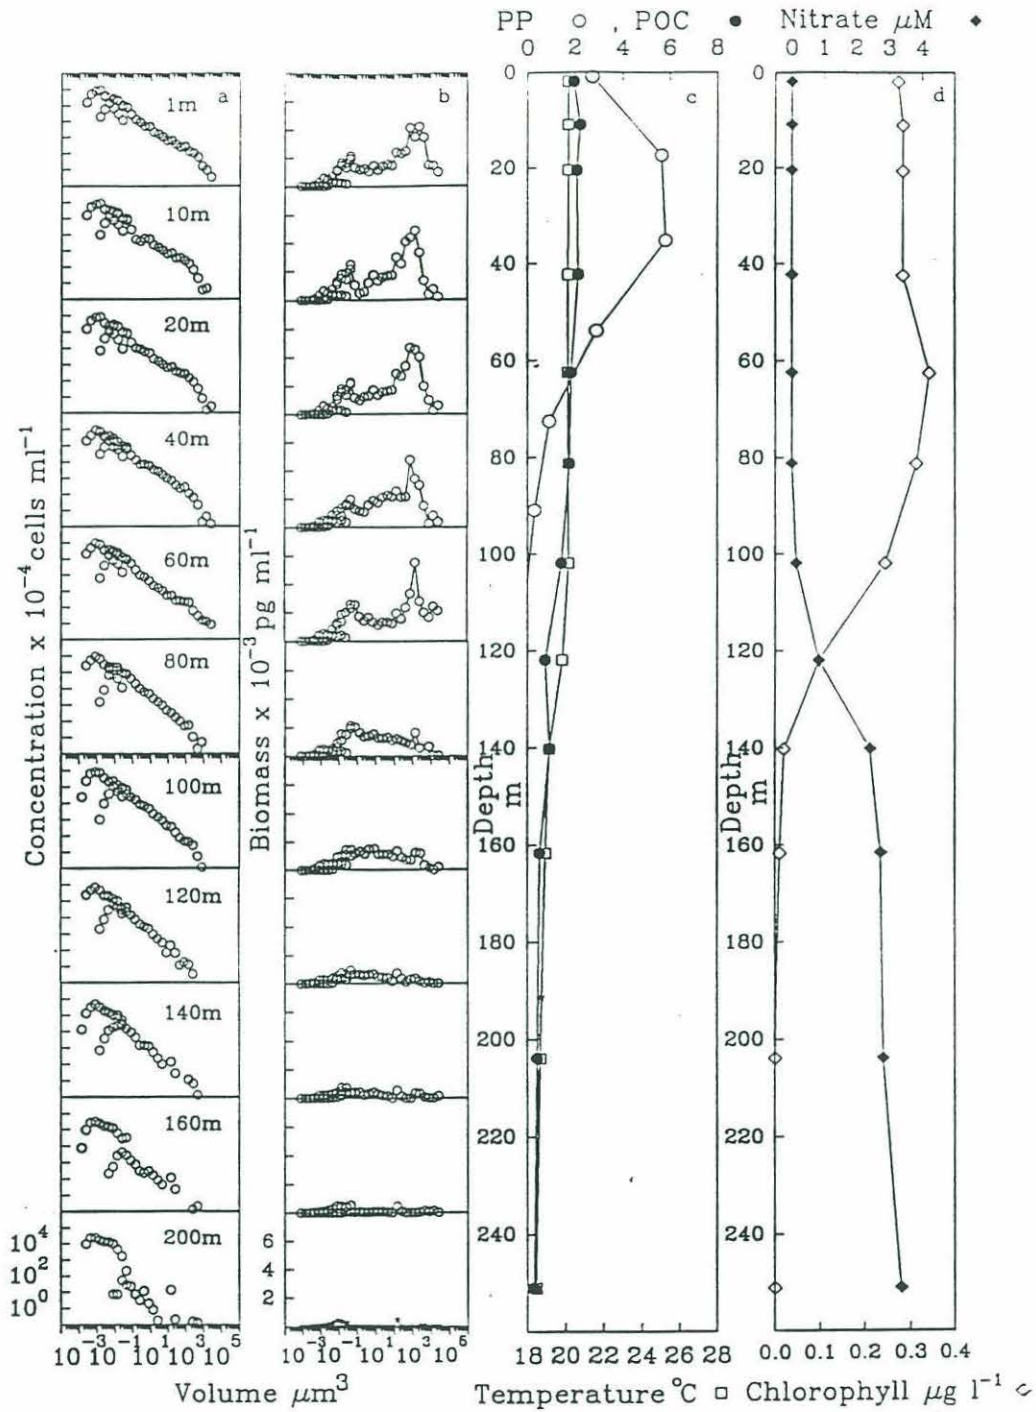 PP ○ , POC ● Nitrate μM ◆
0 2 4 6 8
0 1 2 3 4
a
b
c
d
1m
10m
20m
40m
60m
80m
100m
120m
140m
160m
200m
Concentration x 10⁻⁴ cells ml⁻¹
Biomass x 10⁻³ pg ml⁻¹
10⁴
10²
10⁰
6
4
2
0
20
40
60
80
100
120
140
Depth m
160
180
200
220
240
0
20
40
60
80
100
120
140
Depth m
160
180
200
220
240
10 10⁻³ 10⁻¹ 10¹ 10³ 10⁵
10⁻³ 10⁻¹ 10¹ 10³ 10⁵
18 20 22 24 26 28
0.0 0.1 0.2 0.3 0.4
Volume μm³
Temperature °C □ Chlorophyll μg l⁻¹ ◇